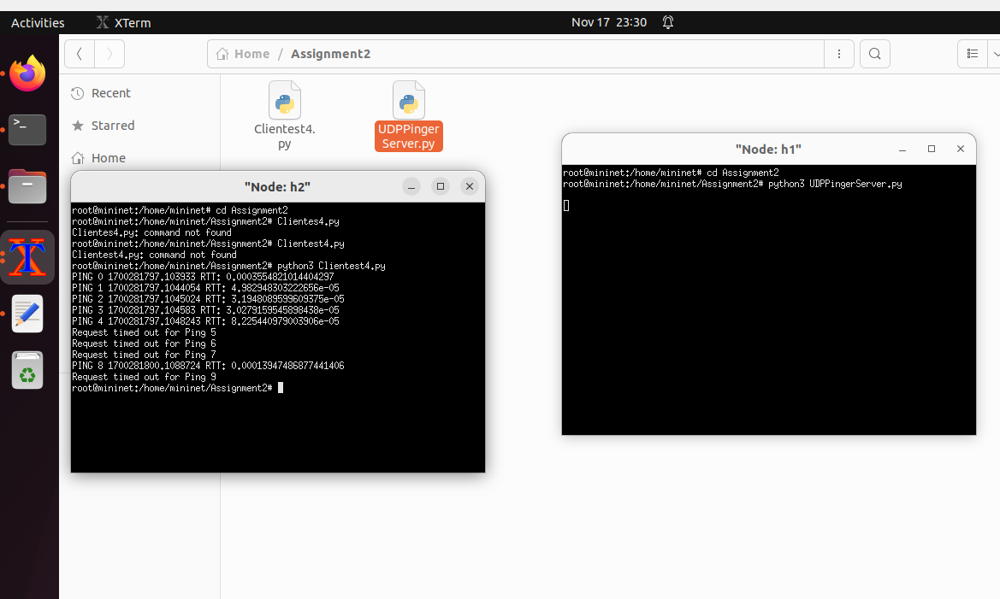 Activities
XTerm
Nov 17 23:30
Home / Assignment2
Recent
Starred
Home
Clientest4.
py
UDPPinger
Server.py
"Node: h2"
root@mininet:/home/mininet# cd Assignment2
root@mininet:/home/mininet/Assignment2# Clientes4.py
Clientes4.py: command not found
root@mininet:/home/mininet/Assignment2# Clientest4.py
Clientest4.py: command not found
root@mininet:/home/mininet/Assignment2# python3 Clientest4.py
PING 0 1700281797.103933 RTT: 0.0003554821014404297
PING 1 1700281797.1044054 RTT: 4.982948303222656e-05
PING 2 1700281797.1045024 RTT: 3.1948089599609375e-05
PING 3 1700281797.104583 RTT: 3.0279159545898438e-05
PING 4 1700281797.1048243 RTT: 8.225440979003906e-05
Request timed out for Ping 5
Request timed out for Ping 6
Request timed out for Ping 7
PING 8 1700281800.1088724 RTT: 0.00013947486877441406
Request timed out for Ping 9
root@mininet:/home/mininet/Assignment2#
"Node: h1"
root@mininet:/home/mininet# cd Assignment2
root@mininet:/home/mininet/Assignment2# python3 UDPPingerServer.py